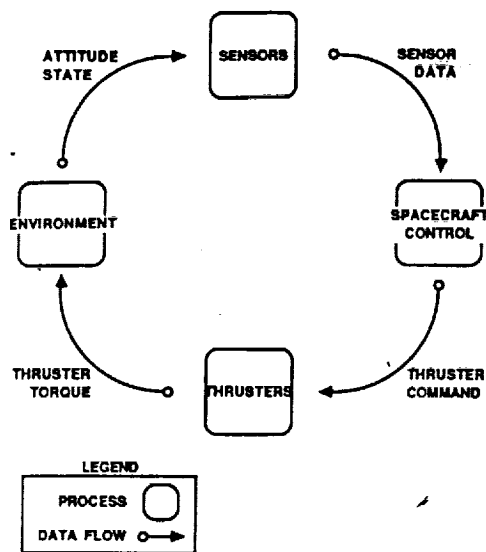 ATTITUDE
STATE
SENSORS
SENSOR
DATA
ENVIRONMENT
SPACECRAFT
CONTROL
THRUSTER
TORQUE
THRUSTERS
THRUSTER
COMMAND
LEGEND
PROCESS
DATA FLOW